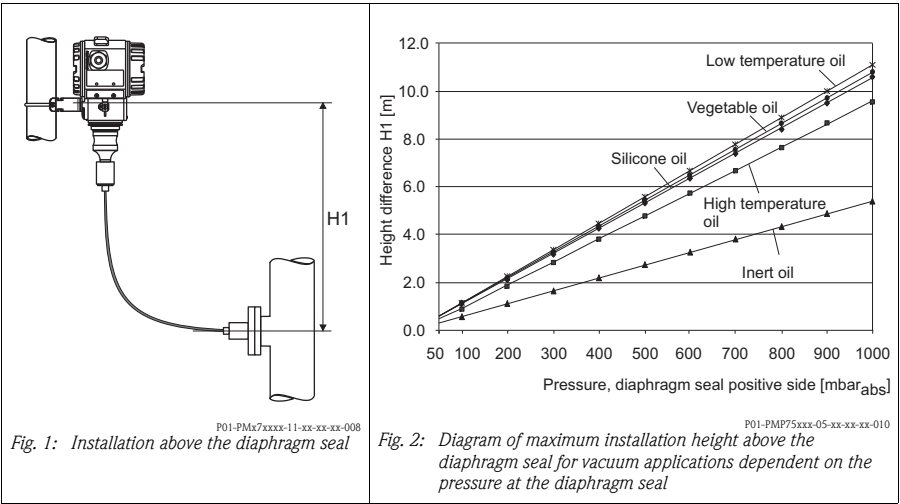 H1
P01-PMx7xxxx-11-xx-xx-xx-008
Fig. 1: Installation above the diaphragm seal
12.0
10.0
8.0
6.0
4.0
2.0
0.0
Height difference H1 [m]
Low temperature oil
Vegetable oil
Silicone oil
High temperature
oil
Inert oil
50 100 200 300 400 500 600 700 800 900 1000
Pressure, diaphragm seal positive side [mbarabs]
P01-PMP75xxx-05-xx-xx-xx-010
Fig. 2: Diagram of maximum installation height above the
diaphragm seal for vacuum applications dependent on the
pressure at the diaphragm seal